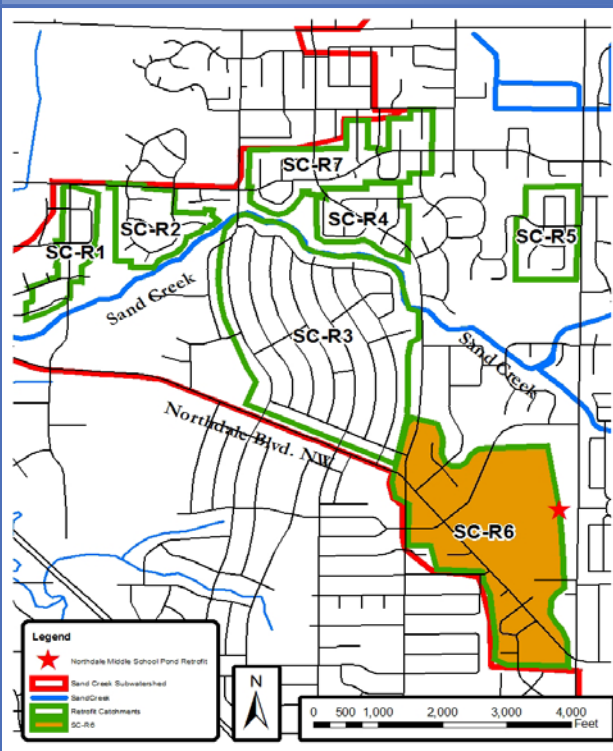 SC-R7
SC-R4
SC-R2
SC-R5
SC-R1
Sand Creek
SC-R3
Sand Creek
Northdale Blvd. NW
SC-R6
Legend
Northdale Middle School Pond Retrofit
Sand Creek Subwatershed
SandCreek
Retrofit Catchments
SC-R6
N
0 500 1,000 2,000 3,000 4,000
Feet